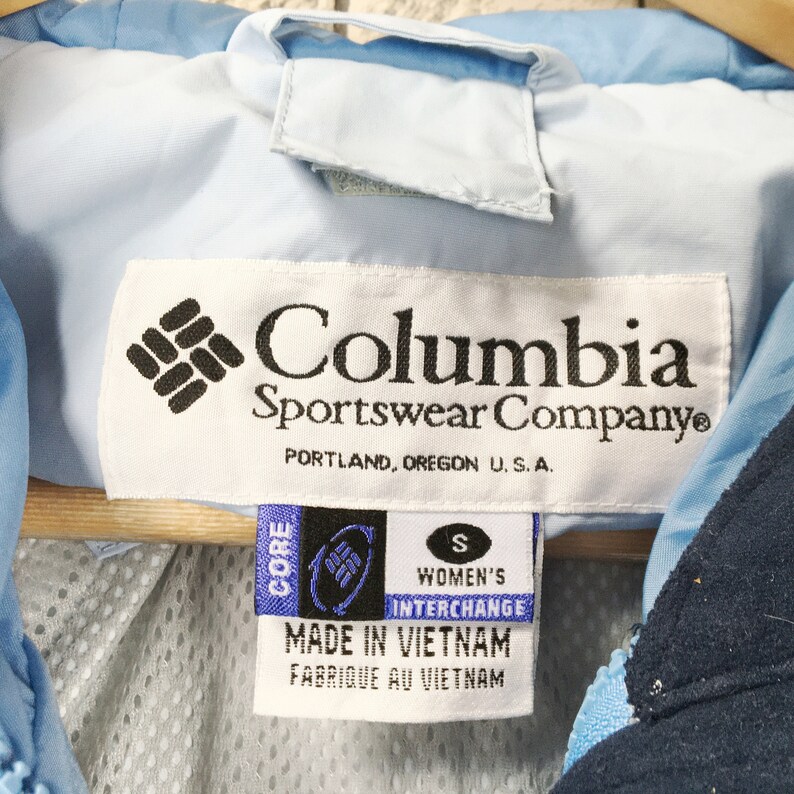 Columbia
Sportswear Company®
PORTLAND, OREGON U.S.A.
CORE
S
WOMEN'S
INTERCHANGE
MADE IN VIETNAM
FABRIQUE AU VIETNAM